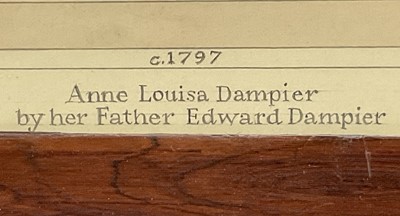 c.1797
Anne Louisa Dampier
by her Father Edward Dampier